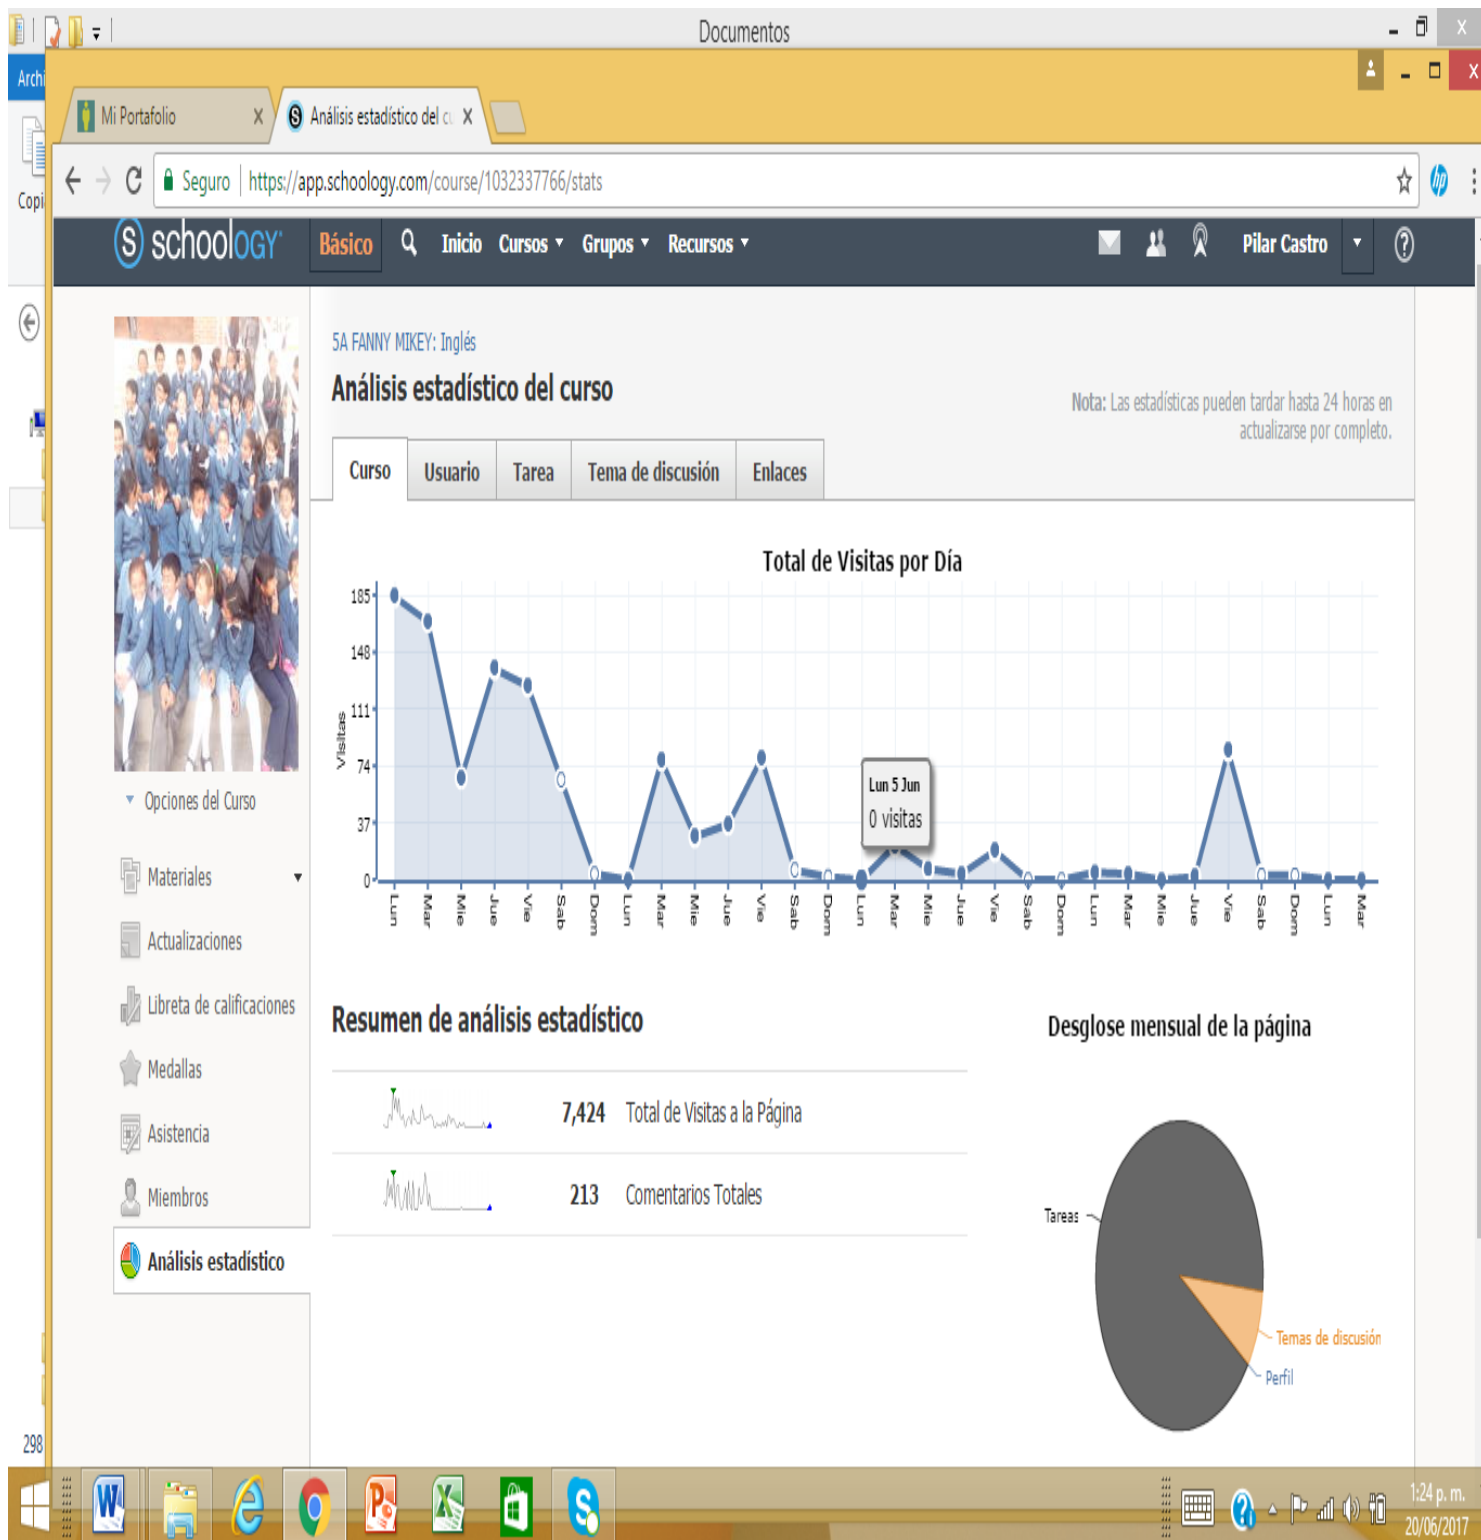 Documentos
Archi
Mi Portafolio
Análisis estadístico del cu
Copi
Seguro https://app.schoology.com/course/1032337766/stats
S schoology Básico Inicio Cursos Grupos Recursos Pilar Castro ?
5A FANNY MIKEY: Inglés
Análisis estadístico del curso
Nota: Las estadísticas pueden tardar hasta 24 horas en
actualizarse por completo.
Curso Usuario Tarea Tema de discusión Enlaces
Total de Visitas por Día
185
148
111
74
37
0
Visitas
Lun 5 Jun
0 visitas
Lun Mar Mie Jue Vie Sab Dom Lun Mar Mie Jue Vie Sab Dom Lun Mar Mie Jue Vie Sab Dom Lun Mar Mie Jue Vie Sab Dom Lun Mar
Opciones del Curso
Materiales
Actualizaciones
Libreta de calificaciones
Medallas
Asistencia
Miembros
Análisis estadístico
Resumen de análisis estadístico
7,424 Total de Visitas a la Página
213 Comentarios Totales
Desglose mensual de la página
Tareas
Temas de discusión
Perfil
298
1:24 p. m.
20/06/2017